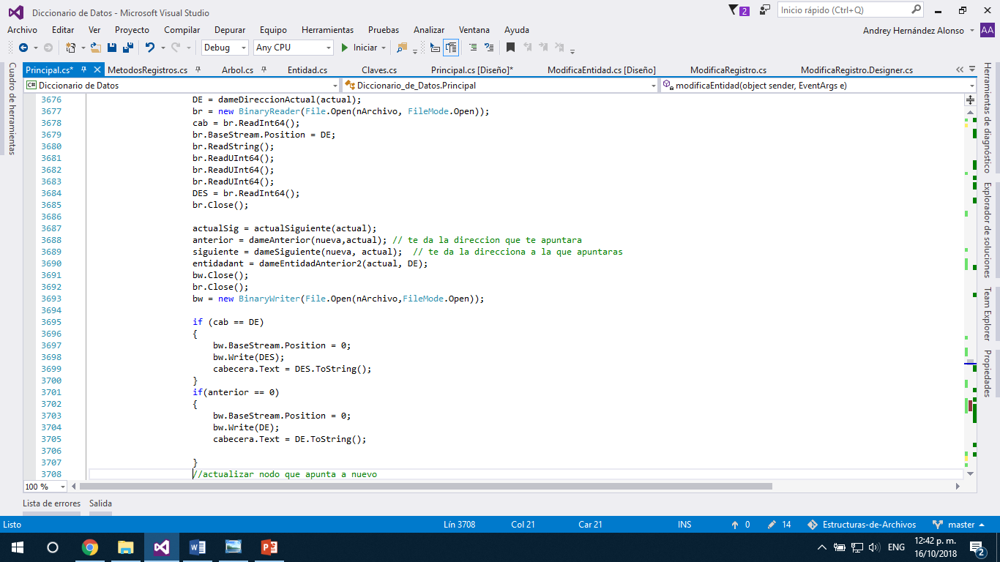 Diccionario de Datos - Microsoft Visual Studio
2
Inicio rápido (Ctrl+Q)
Archivo Editar Ver Proyecto Compilar Depurar Equipo Herramientas Pruebas Analizar Ventana Ayuda
Andrey Hernández Alonso AA
Debug Any CPU Iniciar
Principal.cs* MetodosRegistros.cs Arbol.cs Entidad.cs Claves.cs Principal.cs [Diseño]* ModificaEntidad.cs [Diseño] ModificaRegistro.cs ModificaRegistro.Designer.cs
C# Diccionario de Datos Diccionario_de_Datos.Principal modificaEntidad(object sender, EventArgs e)
Cuadro de herramientas
3676 DE = dameDireccionActual(actual);
3677 br = new BinaryReader(File.Open(nArchivo, FileMode.Open));
3678 cab = br.ReadInt64();
3679 br.BaseStream.Position = DE;
3680 br.ReadString();
3681 br.ReadUInt64();
3682 br.ReadUInt64();
3683 br.ReadUInt64();
3684 DES = br.ReadInt64();
3685 br.Close();
3686
3687 actualSig = actualSiguiente(actual);
3688 anterior = dameAnterior(nueva,actual); // te da la direccion que te apuntara
3689 siguiente = dameSiguiente(nueva, actual);  // te da la direcciona a la que apuntaras
3690 entidadant = dameEntidadAnterior2(actual, DE);
3691 bw.Close();
3692 br.Close();
3693 bw = new BinaryWriter(File.Open(nArchivo,FileMode.Open));
3694
3695 if (cab == DE)
3696 {
3697 bw.BaseStream.Position = 0;
3698 bw.Write(DES);
3699 cabecera.Text = DES.ToString();
3700 }
3701 if(anterior == 0)
3702 {
3703 bw.BaseStream.Position = 0;
3704 bw.Write(DE);
3705 cabecera.Text = DE.ToString();
3706
3707 }
3708 //actualizar nodo que apunta a nuevo
Herramientas de diagnóstico
Explorador de soluciones
Team Explorer
Propiedades
100 %
Lista de errores Salida
Listo Lín 3708 Col 21 Car 21 INS 0 14 Estructuras-de-Archivos master
ENG 12:42 p. m.
16/10/2018
2